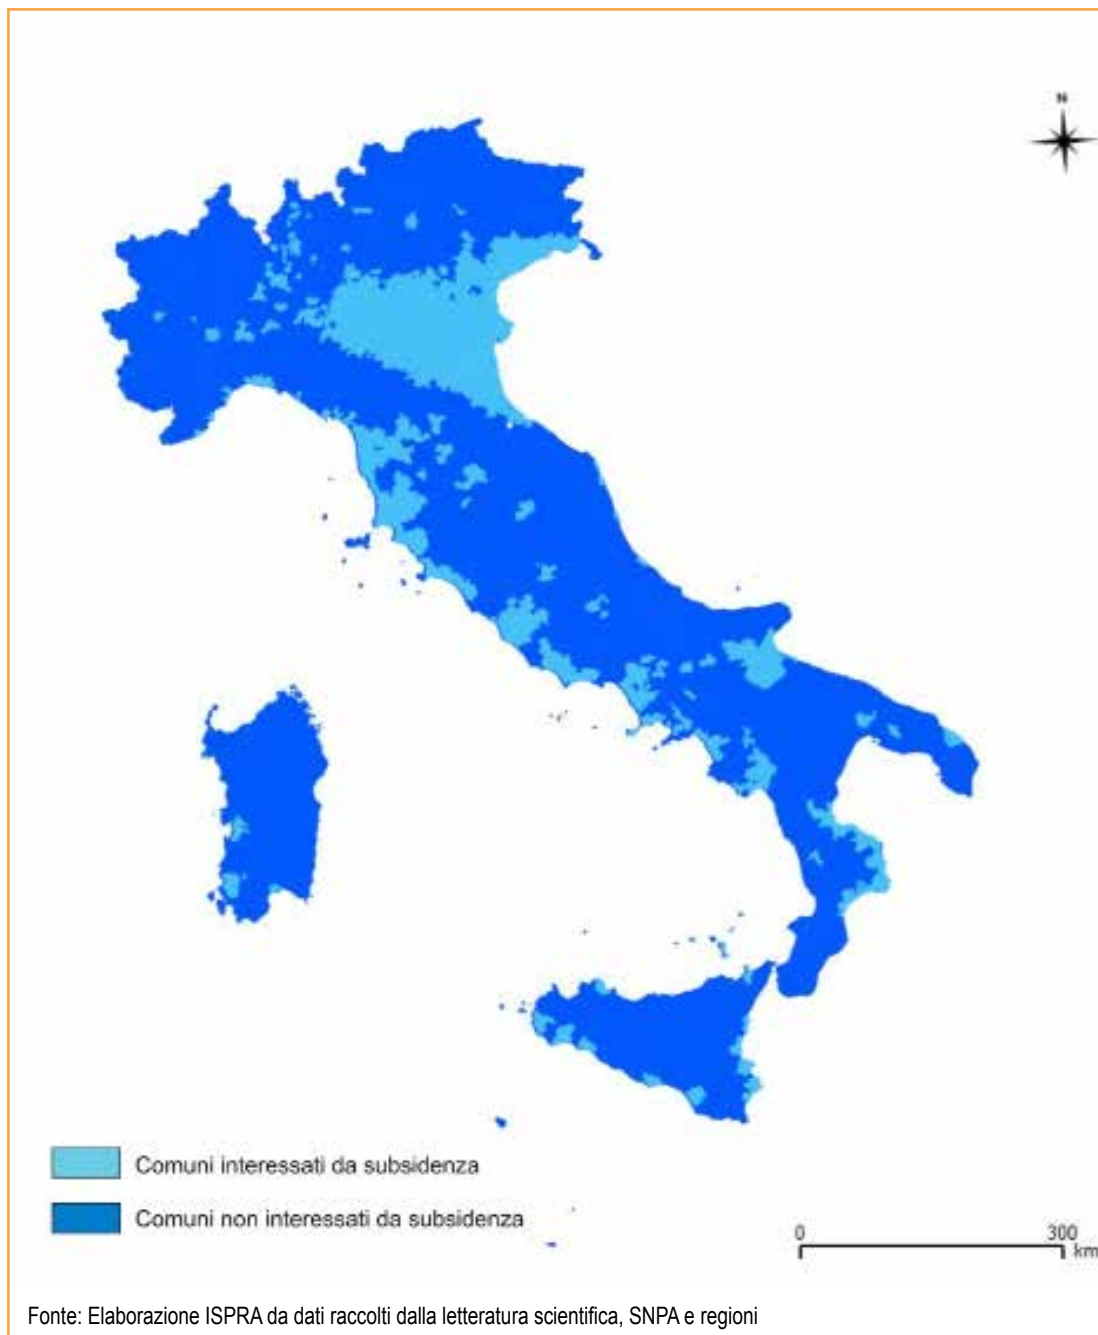 N
Comuni interessati da subsidenza
Comuni non interessati da subsidenza
0 300
km
Fonte: Elaborazione ISPRA da dati raccolti dalla letteratura scientifica, SNPA e regioni